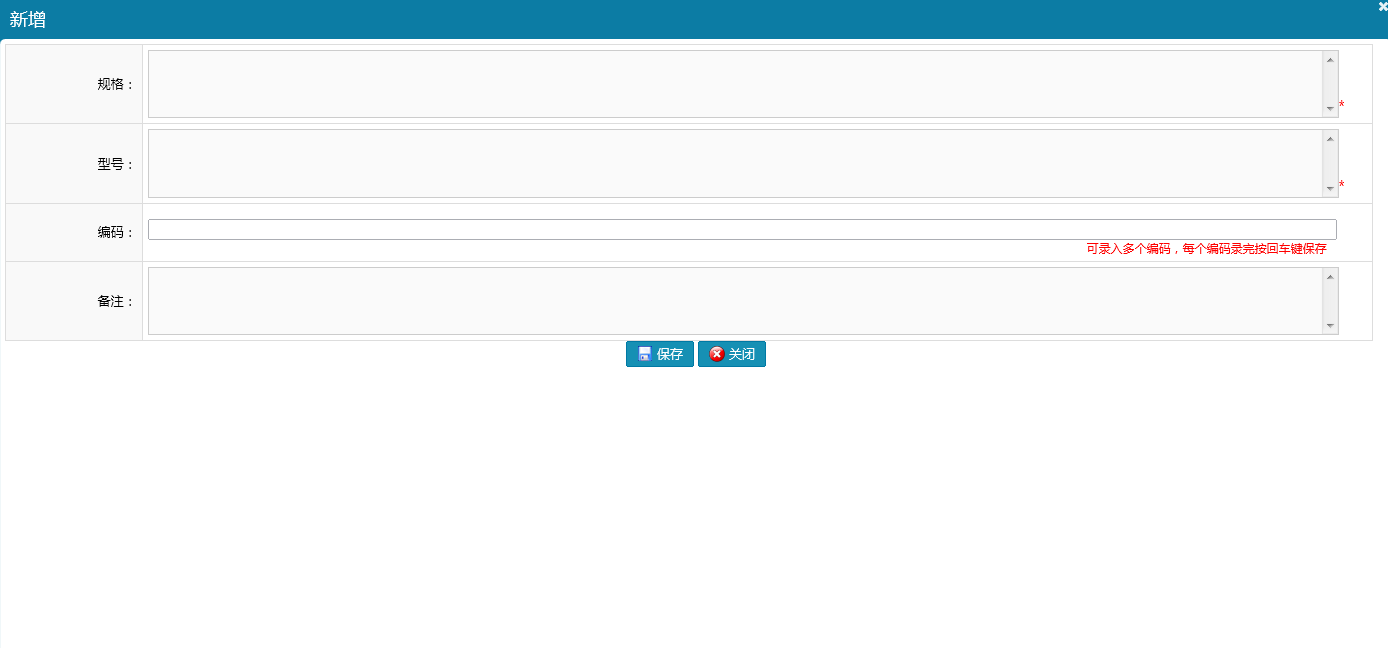 新增
规格：
*
型号：
*
编码：
可录入多个编码，每个编码录完按回车键保存
备注：
保存 关闭